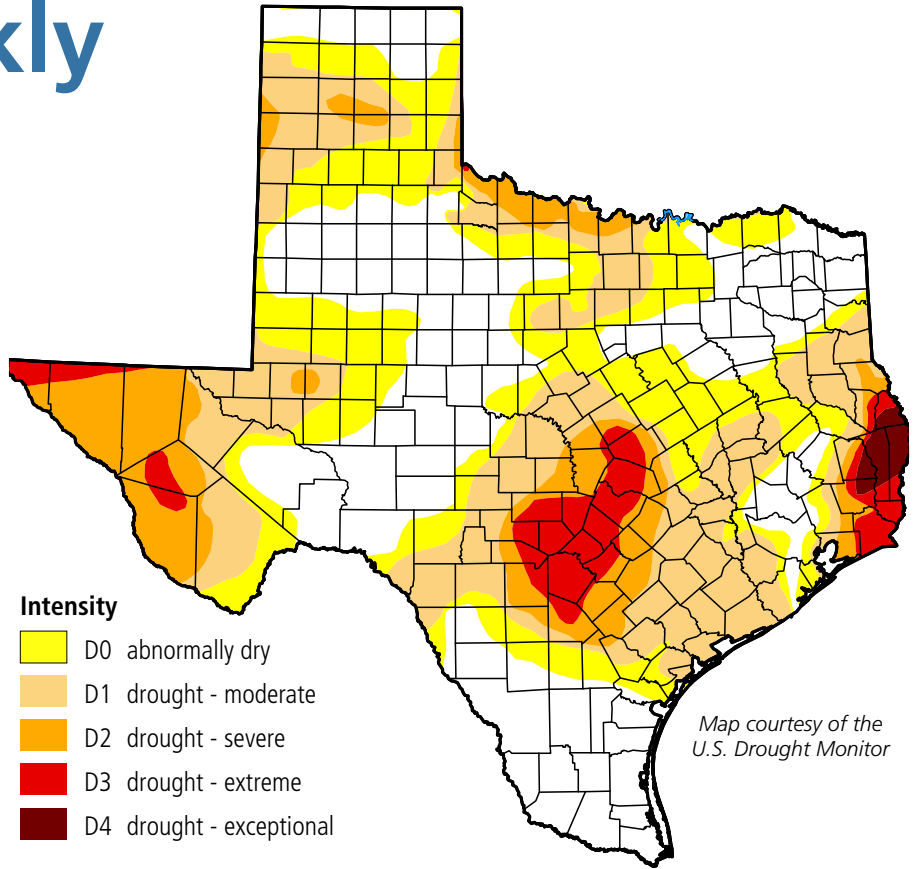 kly
Intensity
D0 abnormally dry
D1 drought - moderate
D2 drought - severe
D3 drought - extreme
D4 drought - exceptional
Map courtesy of the
U.S. Drought Monitor